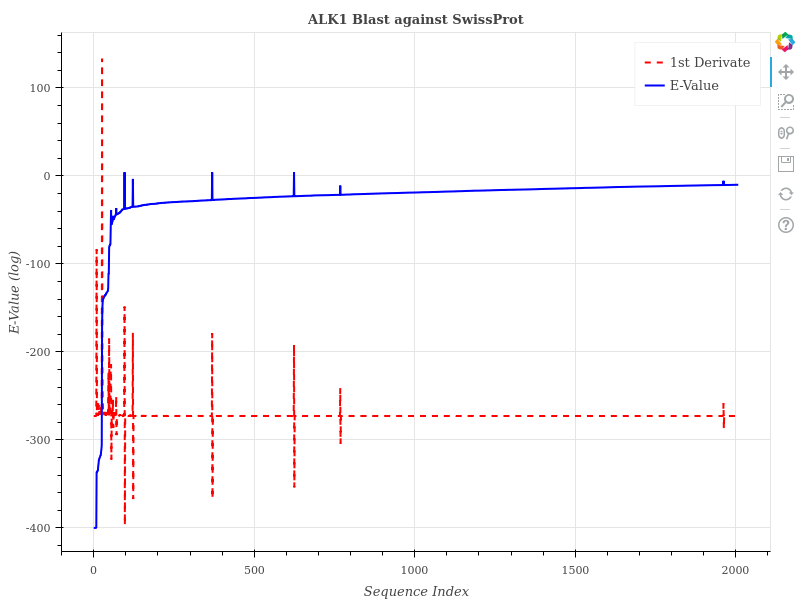 ALK1 Blast against SwissProt
1st Derivate
E-Value
100
0
-100
-200
-300
-400
E-Value (log)
0
500
1000
1500
2000
Sequence Index